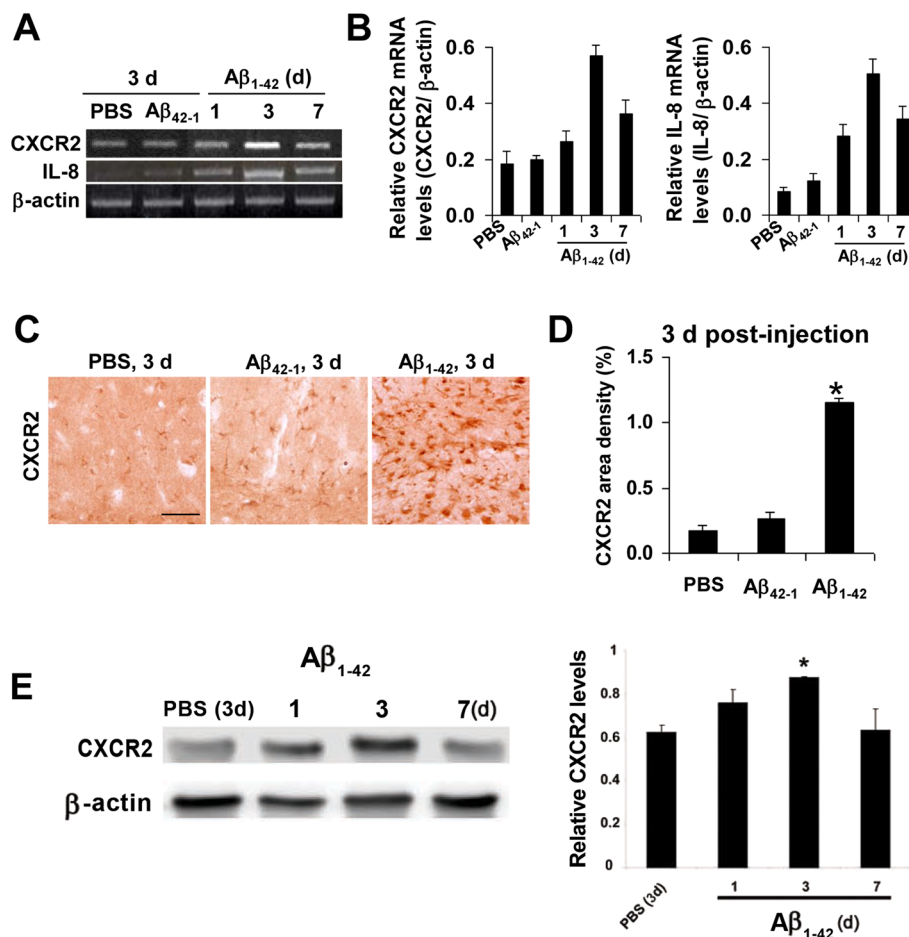 A
3 d
Aβ1-42 (d)
PBS Aβ42-1 1 3 7
CXCR2
IL-8
β-actin
B
Relative CXCR2 mRNA
levels (CXCR2/β-actin)
0.6
0.4
0.2
0.0
PBS
Aβ42-1
1 3 7
Aβ1-42 (d)
Relative IL-8 mRNA
levels (IL-8/β-actin)
0.6
0.4
0.2
0.0
PBS
Aβ42-1
1 3 7
Aβ1-42 (d)
C
PBS, 3 d
Aβ42-1, 3 d
Aβ1-42, 3 d
CXCR2
D
3 d post-injection
CXCR2 area density (%)
1.5
1.0
0.5
0.0
*
PBS
Aβ42-1
Aβ1-42
E
Aβ1-42
PBS (3d) 1 3 7(d)
CXCR2
β-actin
Relative CXCR2 levels
1
0.8
0.6
0.4
0.2
0
*
PBS (3d)
1 3 7
Aβ1-42 (d)